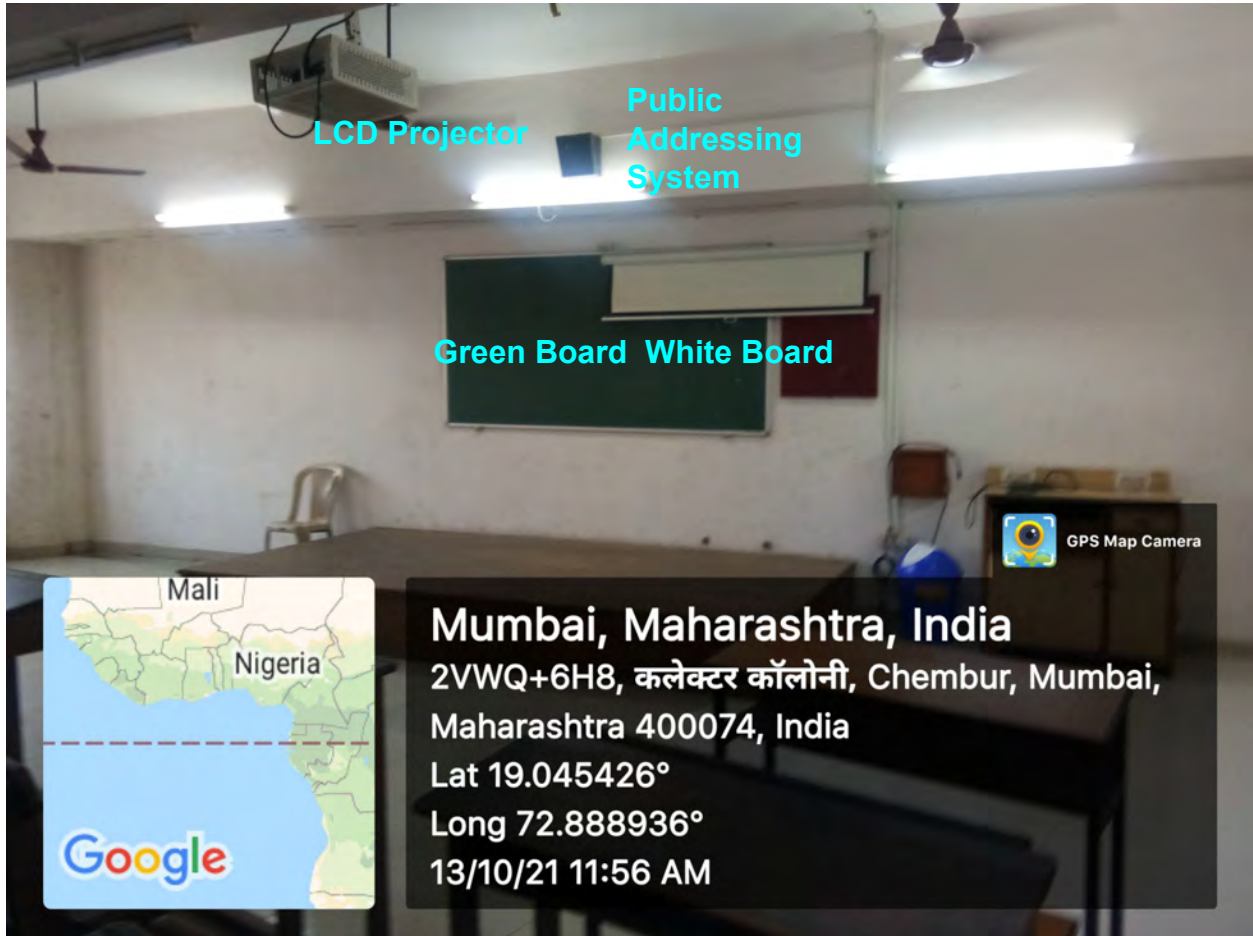 LCD Projector
Public
Addressing
System
Green Board White Board
GPS Map Camera
Mali
Nigeria
Google
Mumbai, Maharashtra, India
2VWQ+6H8, कलेक्टर कॉलोनी, Chembur, Mumbai,
Maharashtra 400074, India
Lat 19.045426°
Long 72.888936°
13/10/21 11:56 AM